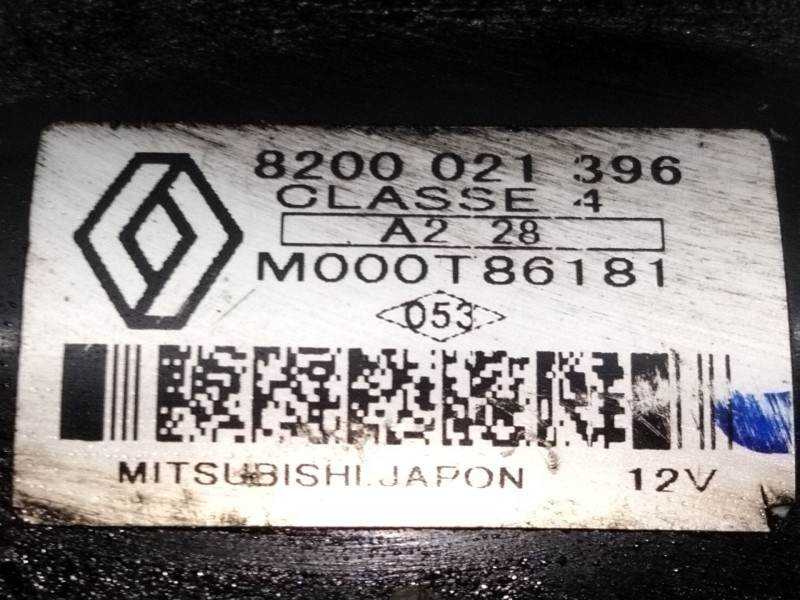 8200 021 396
CLASSE 4
A2 28
M000T86181
053
MITSUBISHI JAPON 12V